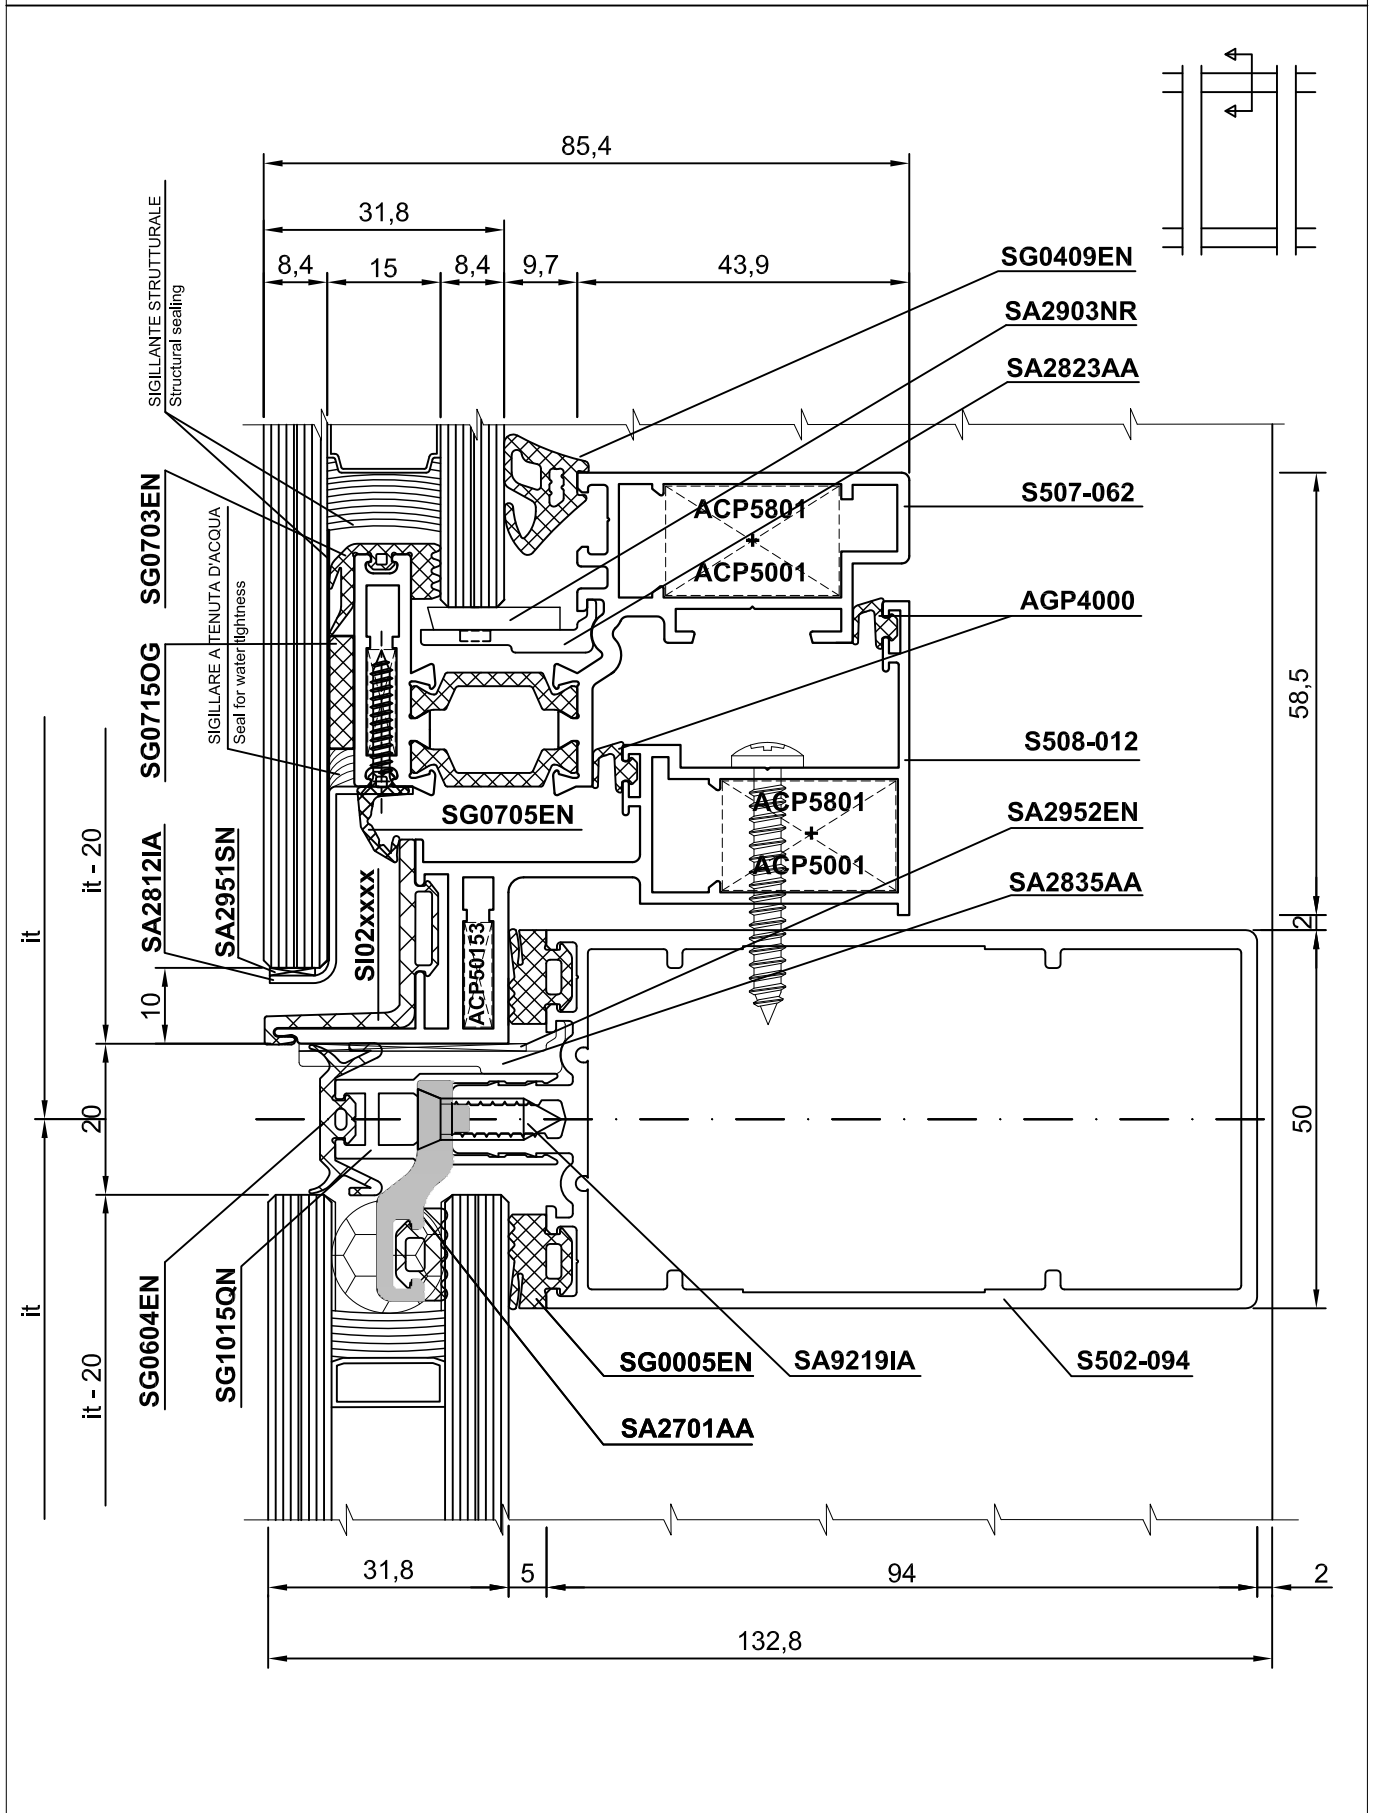 85,4
31,8
8,4
15
8,4
9,7
43,9
SIGILLANTE STRUTTURALE
Structural sealing
SG0409EN
SA2903NR
SA2823AA
SG0703EN
SIGILLARE A TENUTA D'ACQUA
Seal for water tightness
SG0715OG
ACP5801
ACP5001
S507-062
AGP4000
58,5
S508-012
SG0705EN
ACP5801
ACP5001
SA2952EN
SA2835AA
it
it - 20
SA2812IA
SA2951SN
SI02xxxx
ACP50153
2
10
20
50
it
it - 20
SG0604EN
SG1015QN
SG0005EN
SA9219IA
S502-094
SA2701AA
31,8
5
94
2
132,8